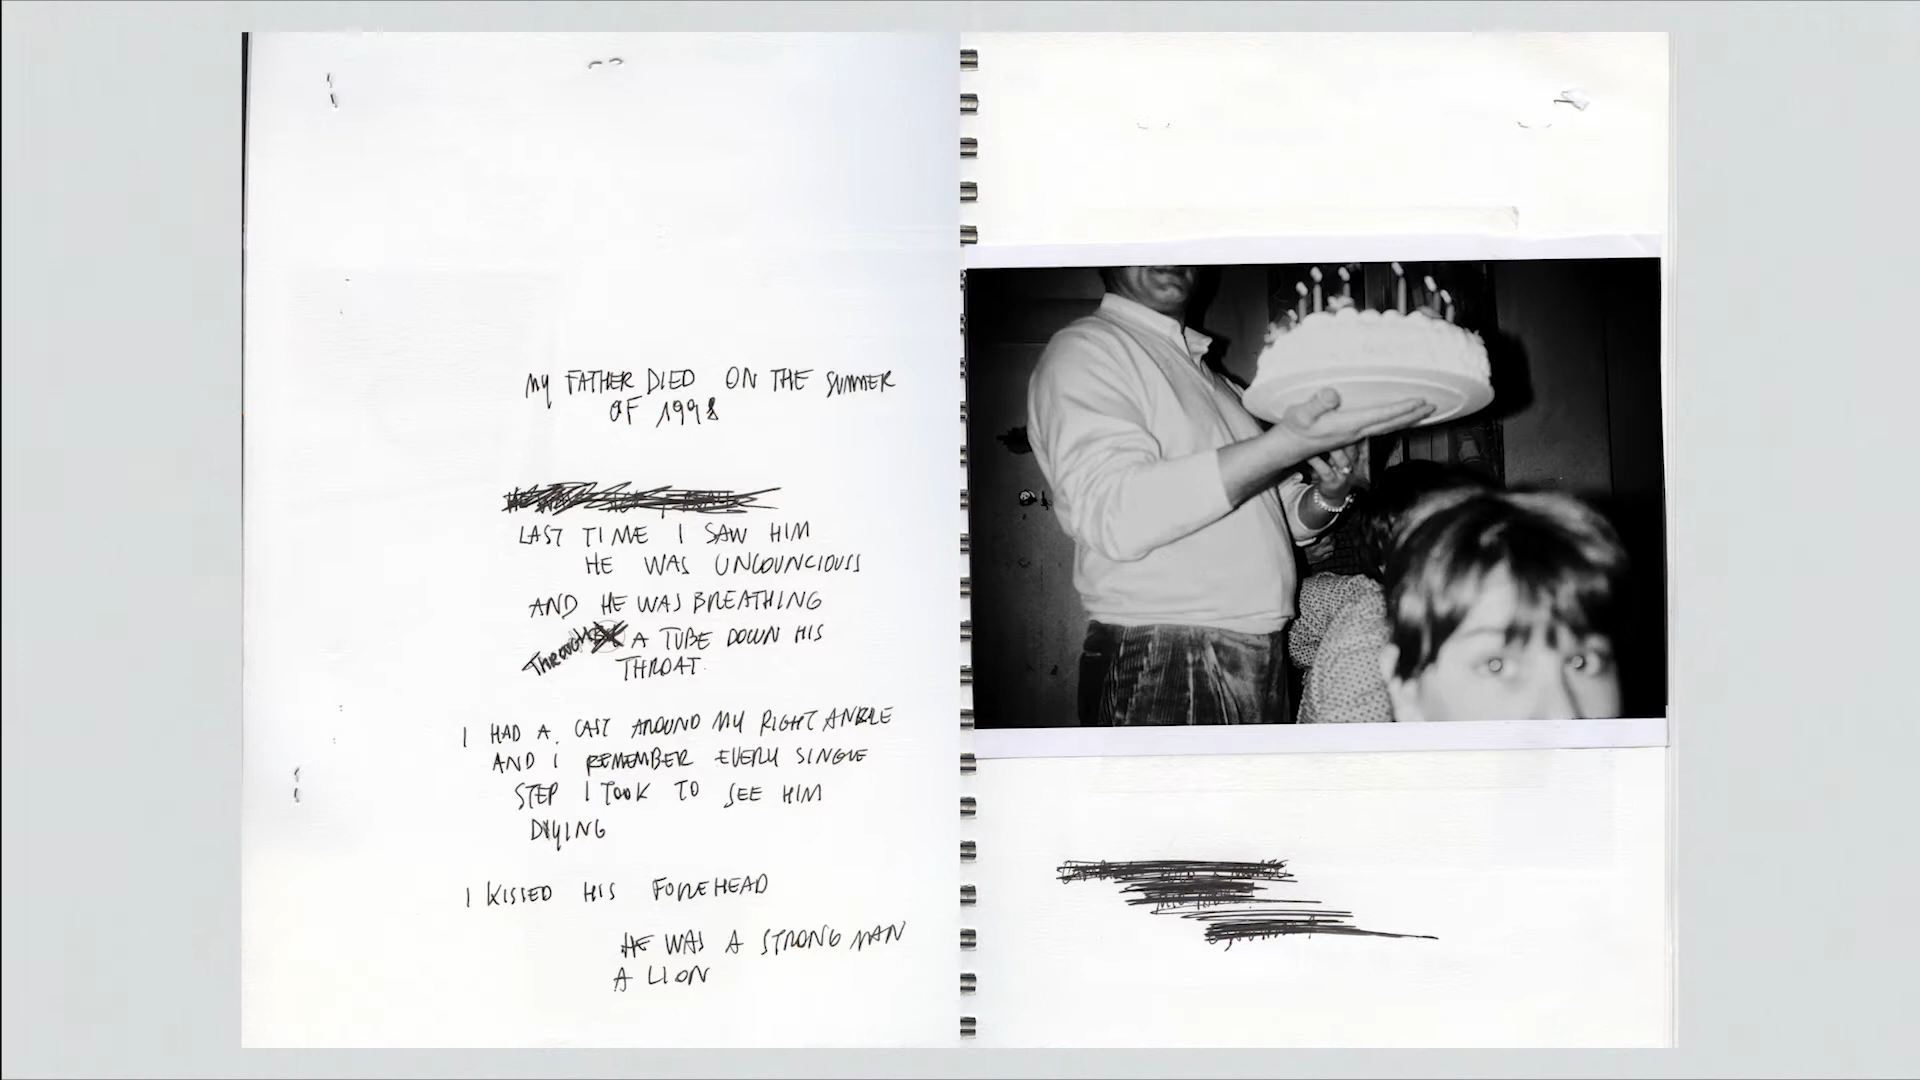 MY FATHER DIED ON THE SUMMER
OF 1998
LAST TIME I SAW HIM
HE WAS UNCOUNCIOUS
AND HE WAS BREATHING
THROUGH A TUBE DOWN HIS
THROAT.
I HAD A CAST AROUND MY RIGHT ANKLE
AND I REMEMBER EVERY SINGLE
STEP I TOOK TO SEE HIM
DYING
I KISSED HIS FOREHEAD
HE WAS A STRONG MAN
A LION